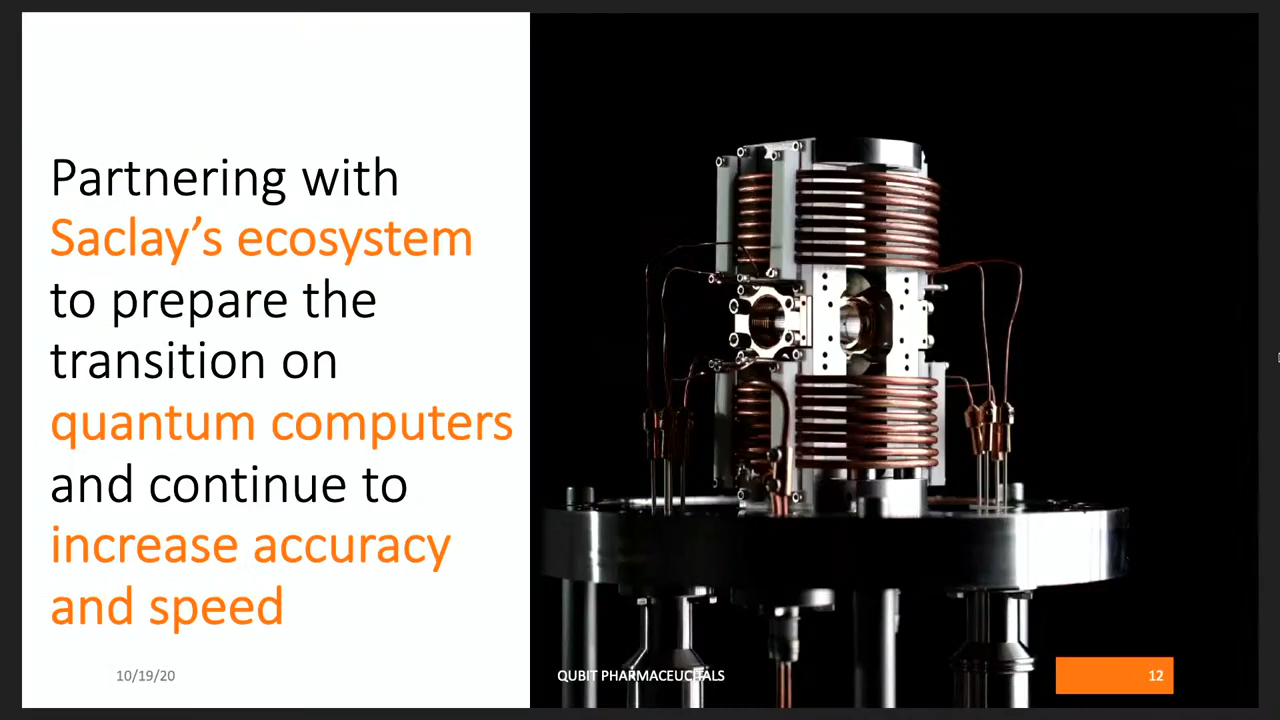 Partnering with
Saclay’s ecosystem
to prepare the
transition on
quantum computers
and continue to
increase accuracy
and speed
10/19/20
QUBIT PHARMACEUCITALS
12